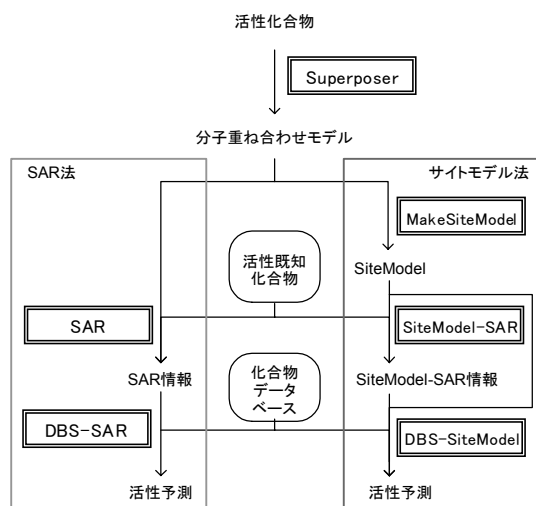 活性化合物
Superposer
分子重ね合わせモデル
SAR法
サイトモデル法
MakeSiteModel
活性既知
化合物
SiteModel
SAR
SiteModel-SAR
SAR情報
化合物
データ
ベース
SiteModel-SAR情報
DBS-SAR
DBS-SiteModel
活性予測
活性予測